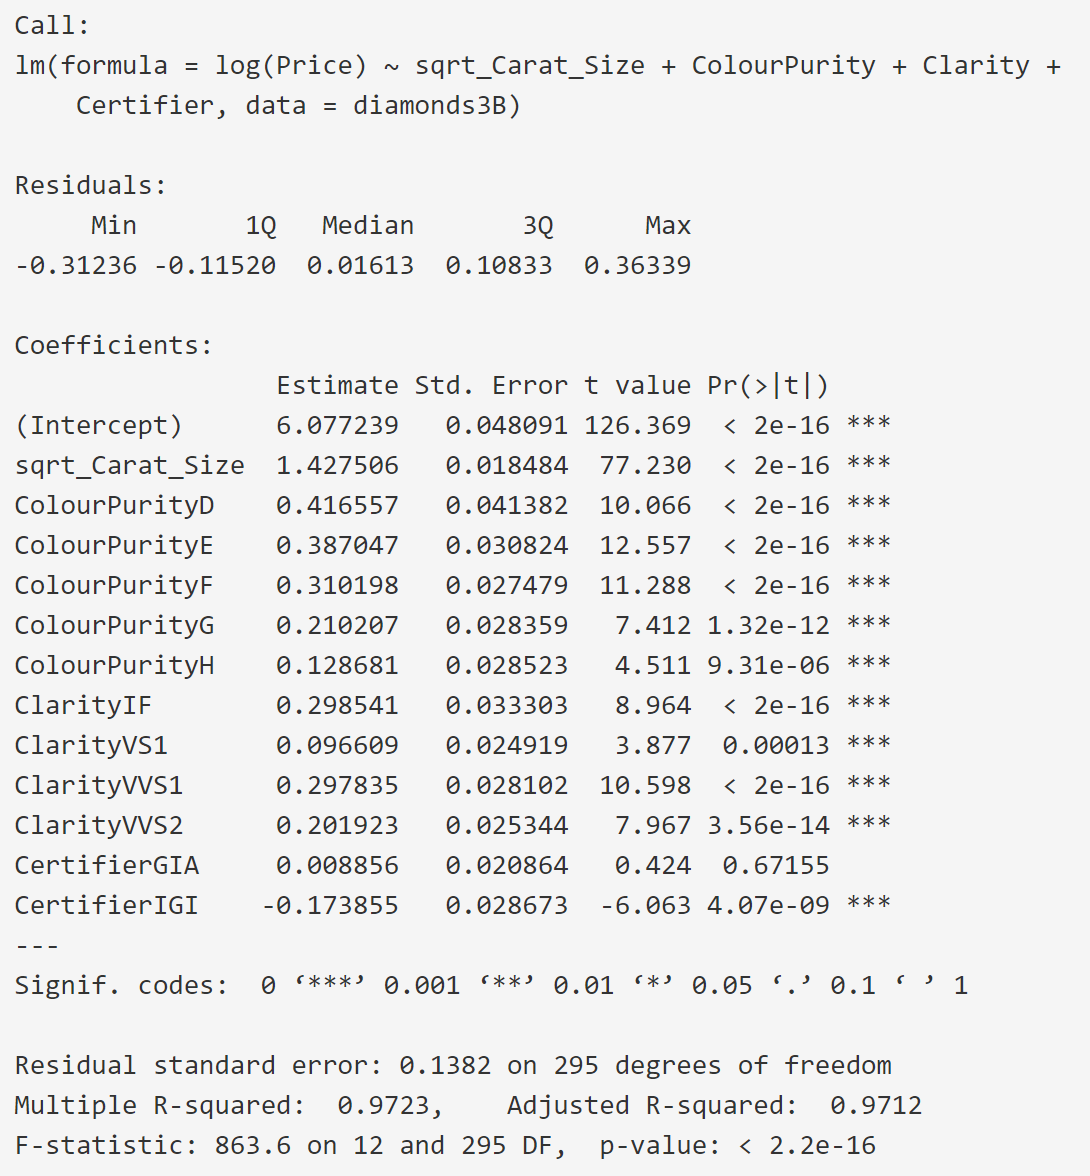 Call:
lm(formula = log(Price) ~ sqrt_Carat_Size + ColourPurity + Clarity +
    Certifier, data = diamonds3B)

Residuals:
     Min       1Q   Median       3Q      Max
-0.31236 -0.11520  0.01613  0.10833  0.36339

Coefficients:
                 Estimate Std. Error t value Pr(>|t|)
(Intercept)      6.077239   0.048091 126.369  < 2e-16 ***
sqrt_Carat_Size  1.427506   0.018484  77.230  < 2e-16 ***
ColourPurityD    0.416557   0.041382  10.066  < 2e-16 ***
ColourPurityE    0.387047   0.030824  12.557  < 2e-16 ***
ColourPurityF    0.310198   0.027479  11.288  < 2e-16 ***
ColourPurityG    0.210207   0.028359   7.412 1.32e-12 ***
ColourPurityH    0.128681   0.028523   4.511 9.31e-06 ***
ClarityIF        0.298541   0.033303   8.964  < 2e-16 ***
ClarityVS1       0.096609   0.024919   3.877  0.00013 ***
ClarityVVS1      0.297835   0.028102  10.598  < 2e-16 ***
ClarityVVS2      0.201923   0.025344   7.967 3.56e-14 ***
CertifierGIA     0.008856   0.020864   0.424  0.67155
CertifierIGI    -0.173855   0.028673  -6.063 4.07e-09 ***
---
Signif. codes:  0 ‘***’ 0.001 ‘**’ 0.01 ‘*’ 0.05 ‘.’ 0.1 ‘ ’ 1

Residual standard error: 0.1382 on 295 degrees of freedom
Multiple R-squared:  0.9723,    Adjusted R-squared:  0.9712
F-statistic: 863.6 on 12 and 295 DF,  p-value: < 2.2e-16